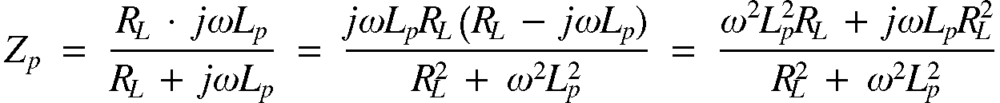 Z_p = \frac{R_L \cdot j\omega L_p}{R_L + j\omega L_p} = \frac{j\omega L_p R_L (R_L - j\omega L_p)}{R_L^2 + \omega^2 L_p^2} = \frac{\omega^2 L_p^2 R_L + j\omega L_p R_L^2}{R_L^2 + \omega^2 L_p^2}